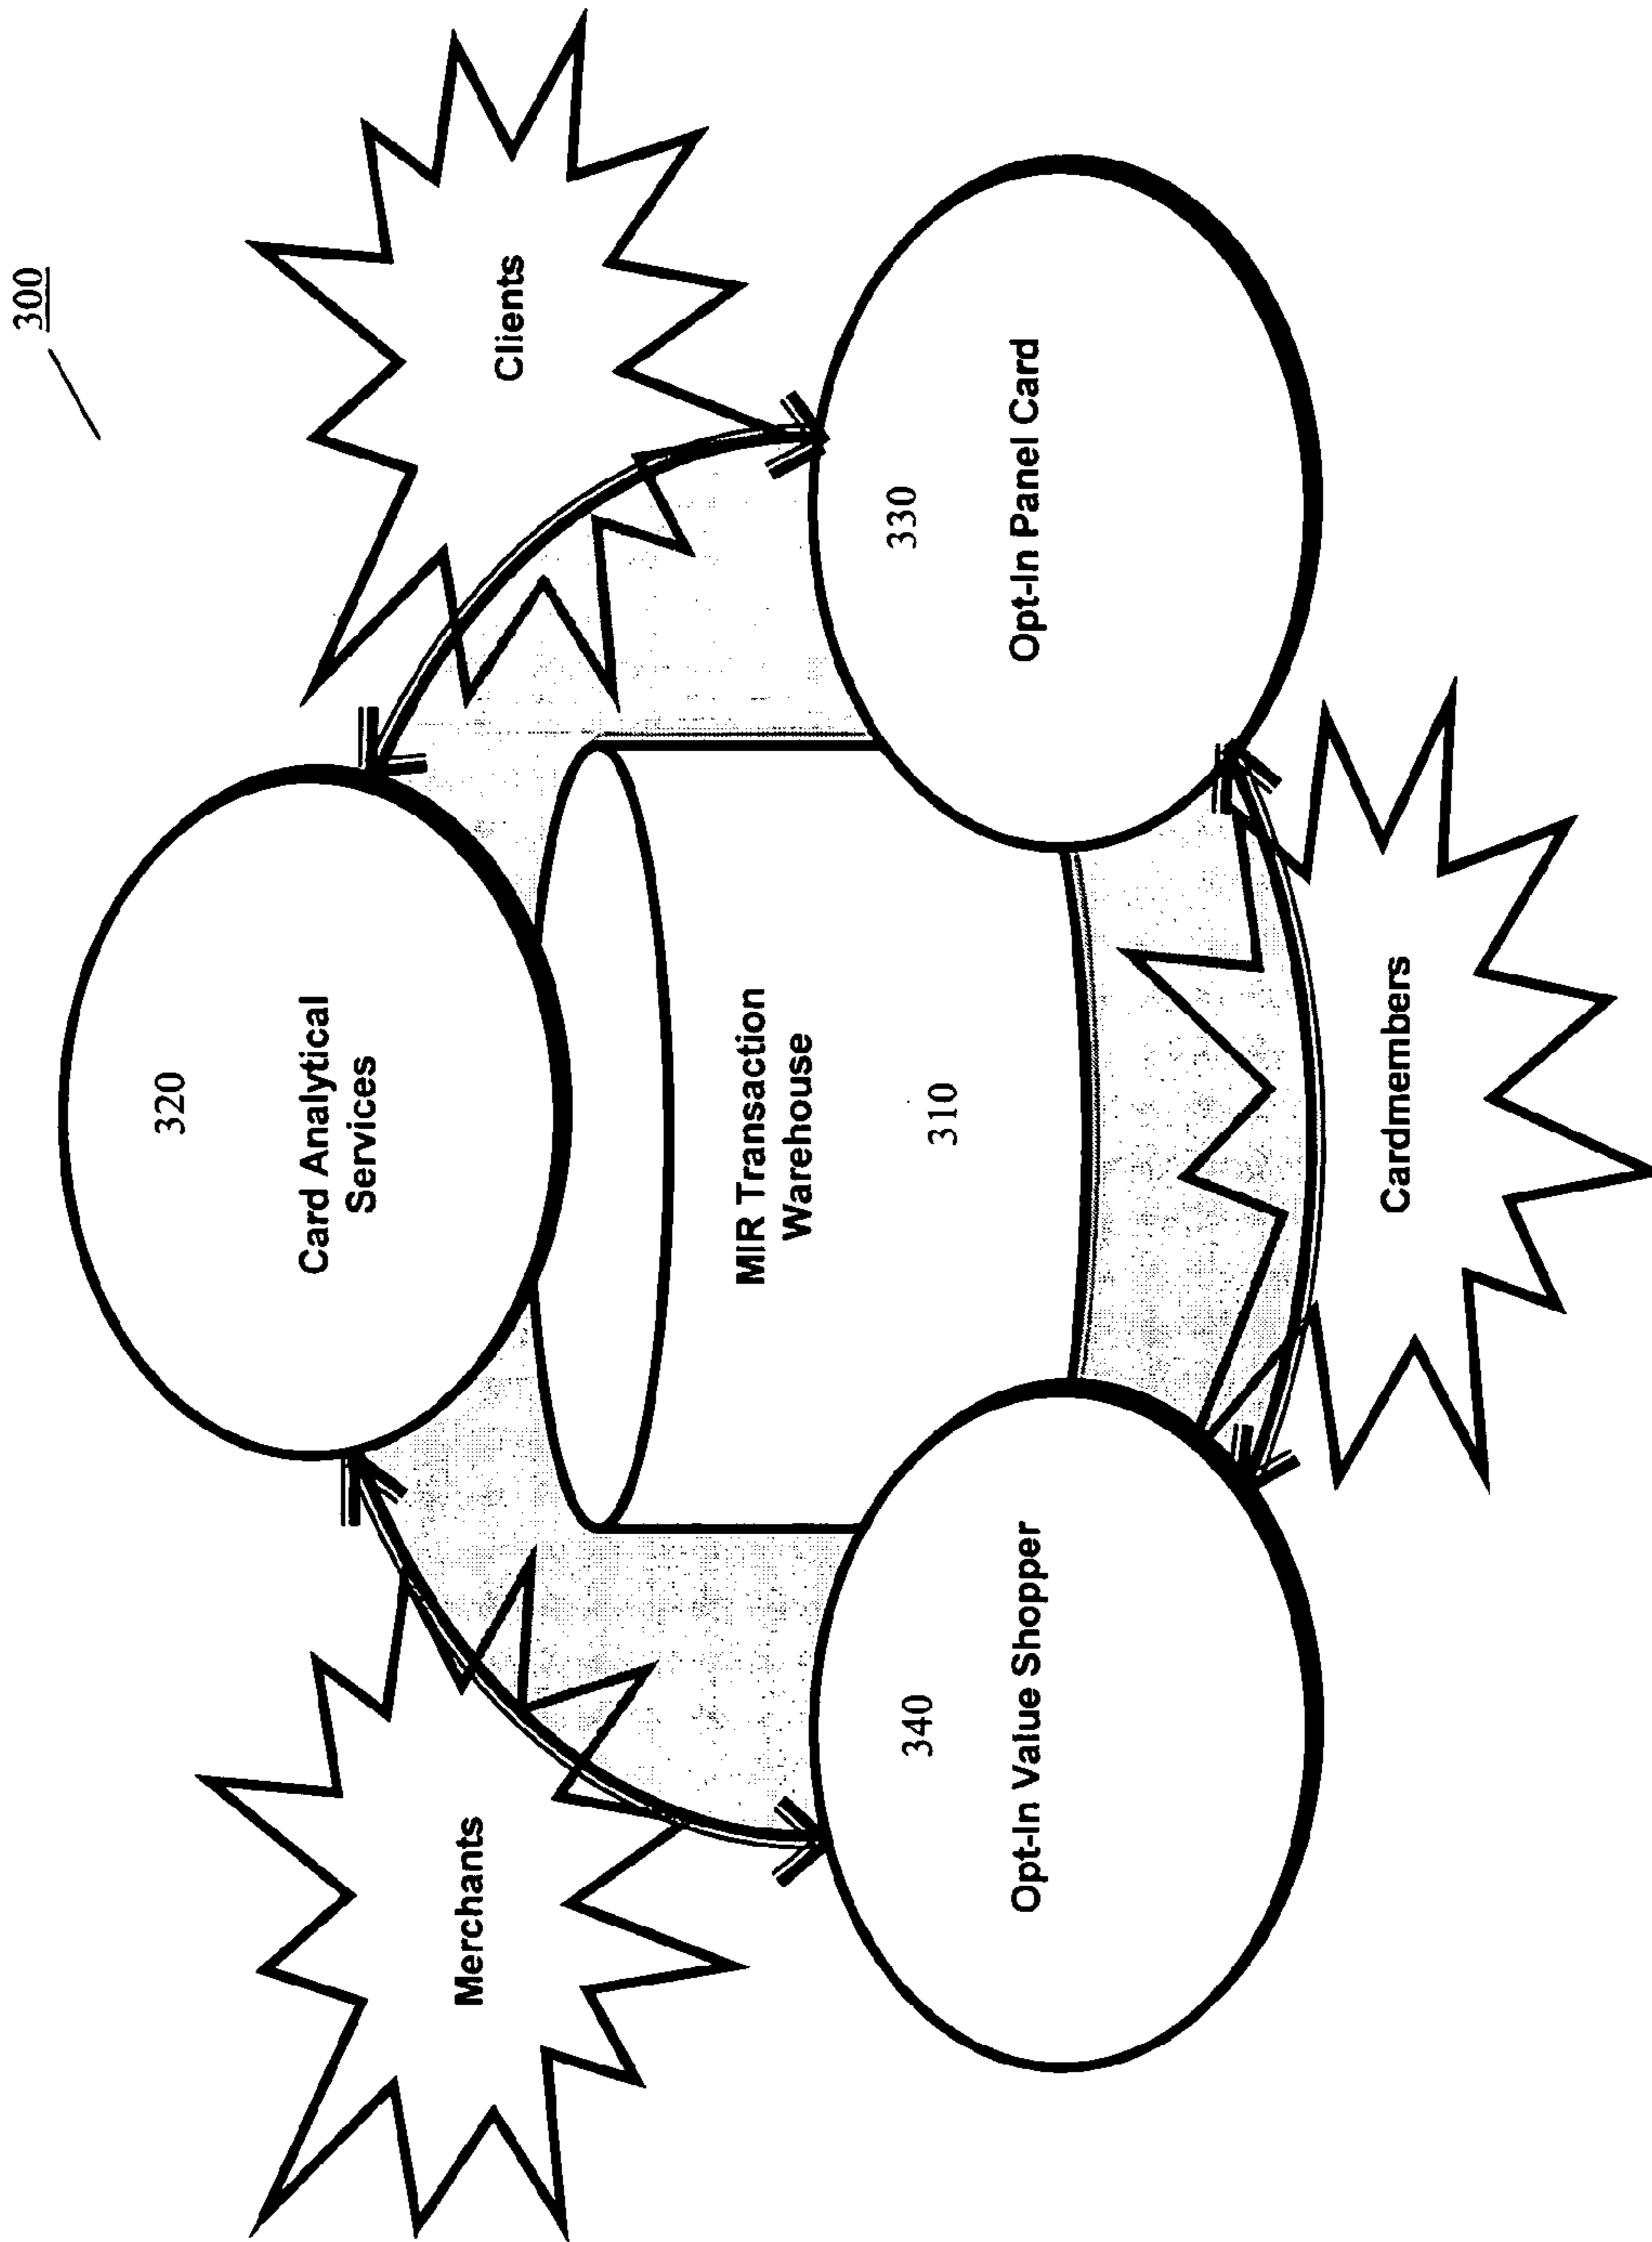 300
320
Card Analytical
Services
Merchants
Clients
MIR Transaction
Warehouse
310
340
Opt-In Value Shopper
330
Opt-In Panel Card
Cardmembers